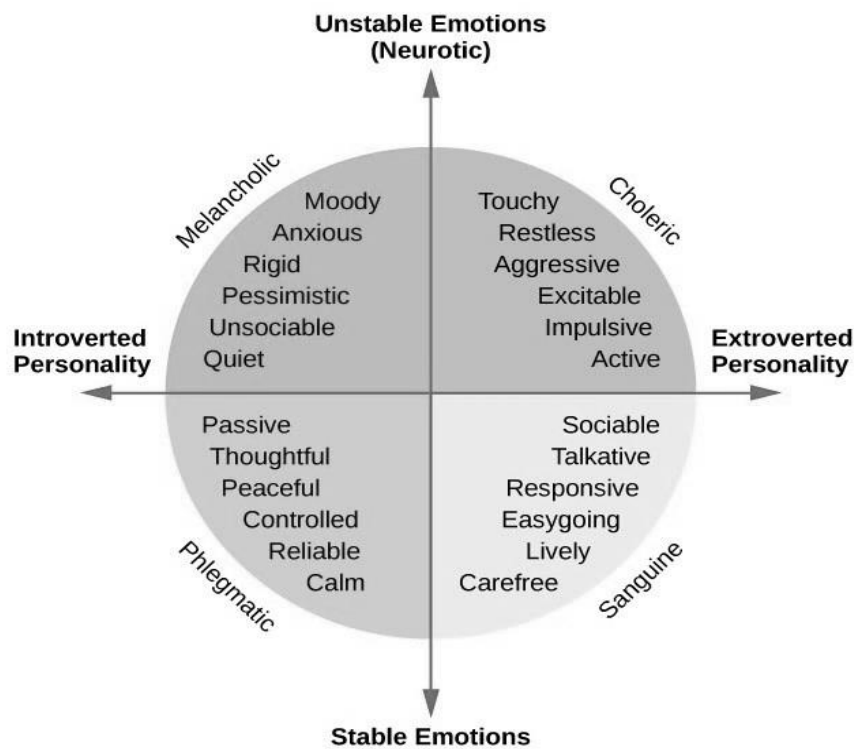 Unstable Emotions
(Neurotic)
Melancholic
Choleric
Moody
Anxious
Rigid
Pessimistic
Unsociable
Quiet
Touchy
Restless
Aggressive
Excitable
Impulsive
Active
Introverted
Personality
Extroverted
Personality
Passive
Thoughtful
Peaceful
Controlled
Reliable
Calm
Sociable
Talkative
Responsive
Easygoing
Lively
Carefree
Phlegmatic
Sanguine
Stable Emotions